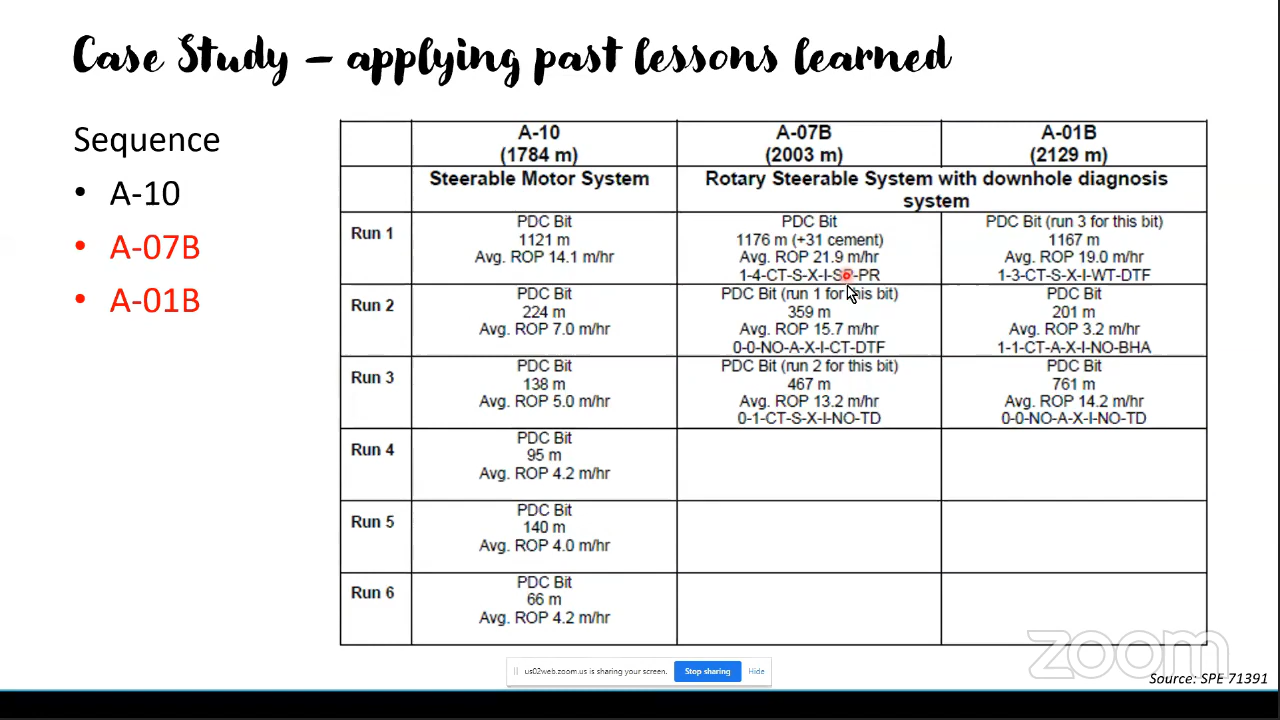 Case Study – applying past lessons learned
Sequence
• A-10
• A-07B
• A-01B
A-10
(1784 m)
A-07B
(2003 m)
A-01B
(2129 m)
Steerable Motor System
Rotary Steerable System with downhole diagnosis
system
Run 1
PDC Bit
1121 m
Avg. ROP 14.1 m/hr
PDC Bit
1176 m (+31 cement)
Avg. ROP 21.9 m/hr
PDC Bit (run 3 for this bit)
1167 m
Avg. ROP 19.0 m/hr
1-3-CT-S-X-I-WT-DTF
Run 2
PDC Bit
224 m
Avg. ROP 7.0 m/hr
PDC Bit (run 1 for this bit)
359 m
Avg. ROP 15.7 m/hr
0-0-NO-A-X-I-CT-DTF
PDC Bit
201 m
Avg. ROP 3.2 m/hr
1-1-CT-A-X-I-NO-BHA
Run 3
PDC Bit
138 m
Avg. ROP 5.0 m/hr
PDC Bit (run 2 for this bit)
467 m
Avg. ROP 13.2 m/hr
0-1-CT-S-X-I-NO-TD
PDC Bit
761 m
Avg. ROP 14.2 m/hr
0-0-NO-A-X-I-NO-TD
Run 4
PDC Bit
95 m
Avg. ROP 4.2 m/hr
Run 5
PDC Bit
140 m
Avg. ROP 4.0 m/hr
Run 6
PDC Bit
66 m
Avg. ROP 4.2 m/hr
zoom
us02web.zoom.us is sharing your screen.
Stop sharing
Hide
Source: SPE 71391